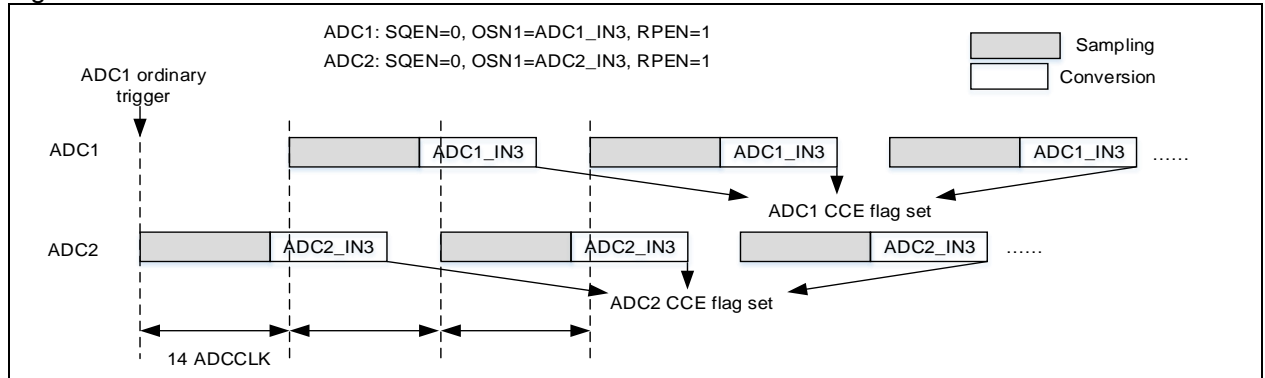 ADC1: SQEN=0, OSN1=ADC1_IN3, RPEN=1
ADC2: SQEN=0, OSN1=ADC2_IN3, RPEN=1
Sampling
Conversion
ADC1 ordinary
trigger
ADC1
ADC1_IN3
ADC1_IN3
ADC1_IN3
……
ADC1 CCE flag set
ADC2
ADC2_IN3
ADC2_IN3
ADC2_IN3
……
ADC2 CCE flag set
14 ADCCLK